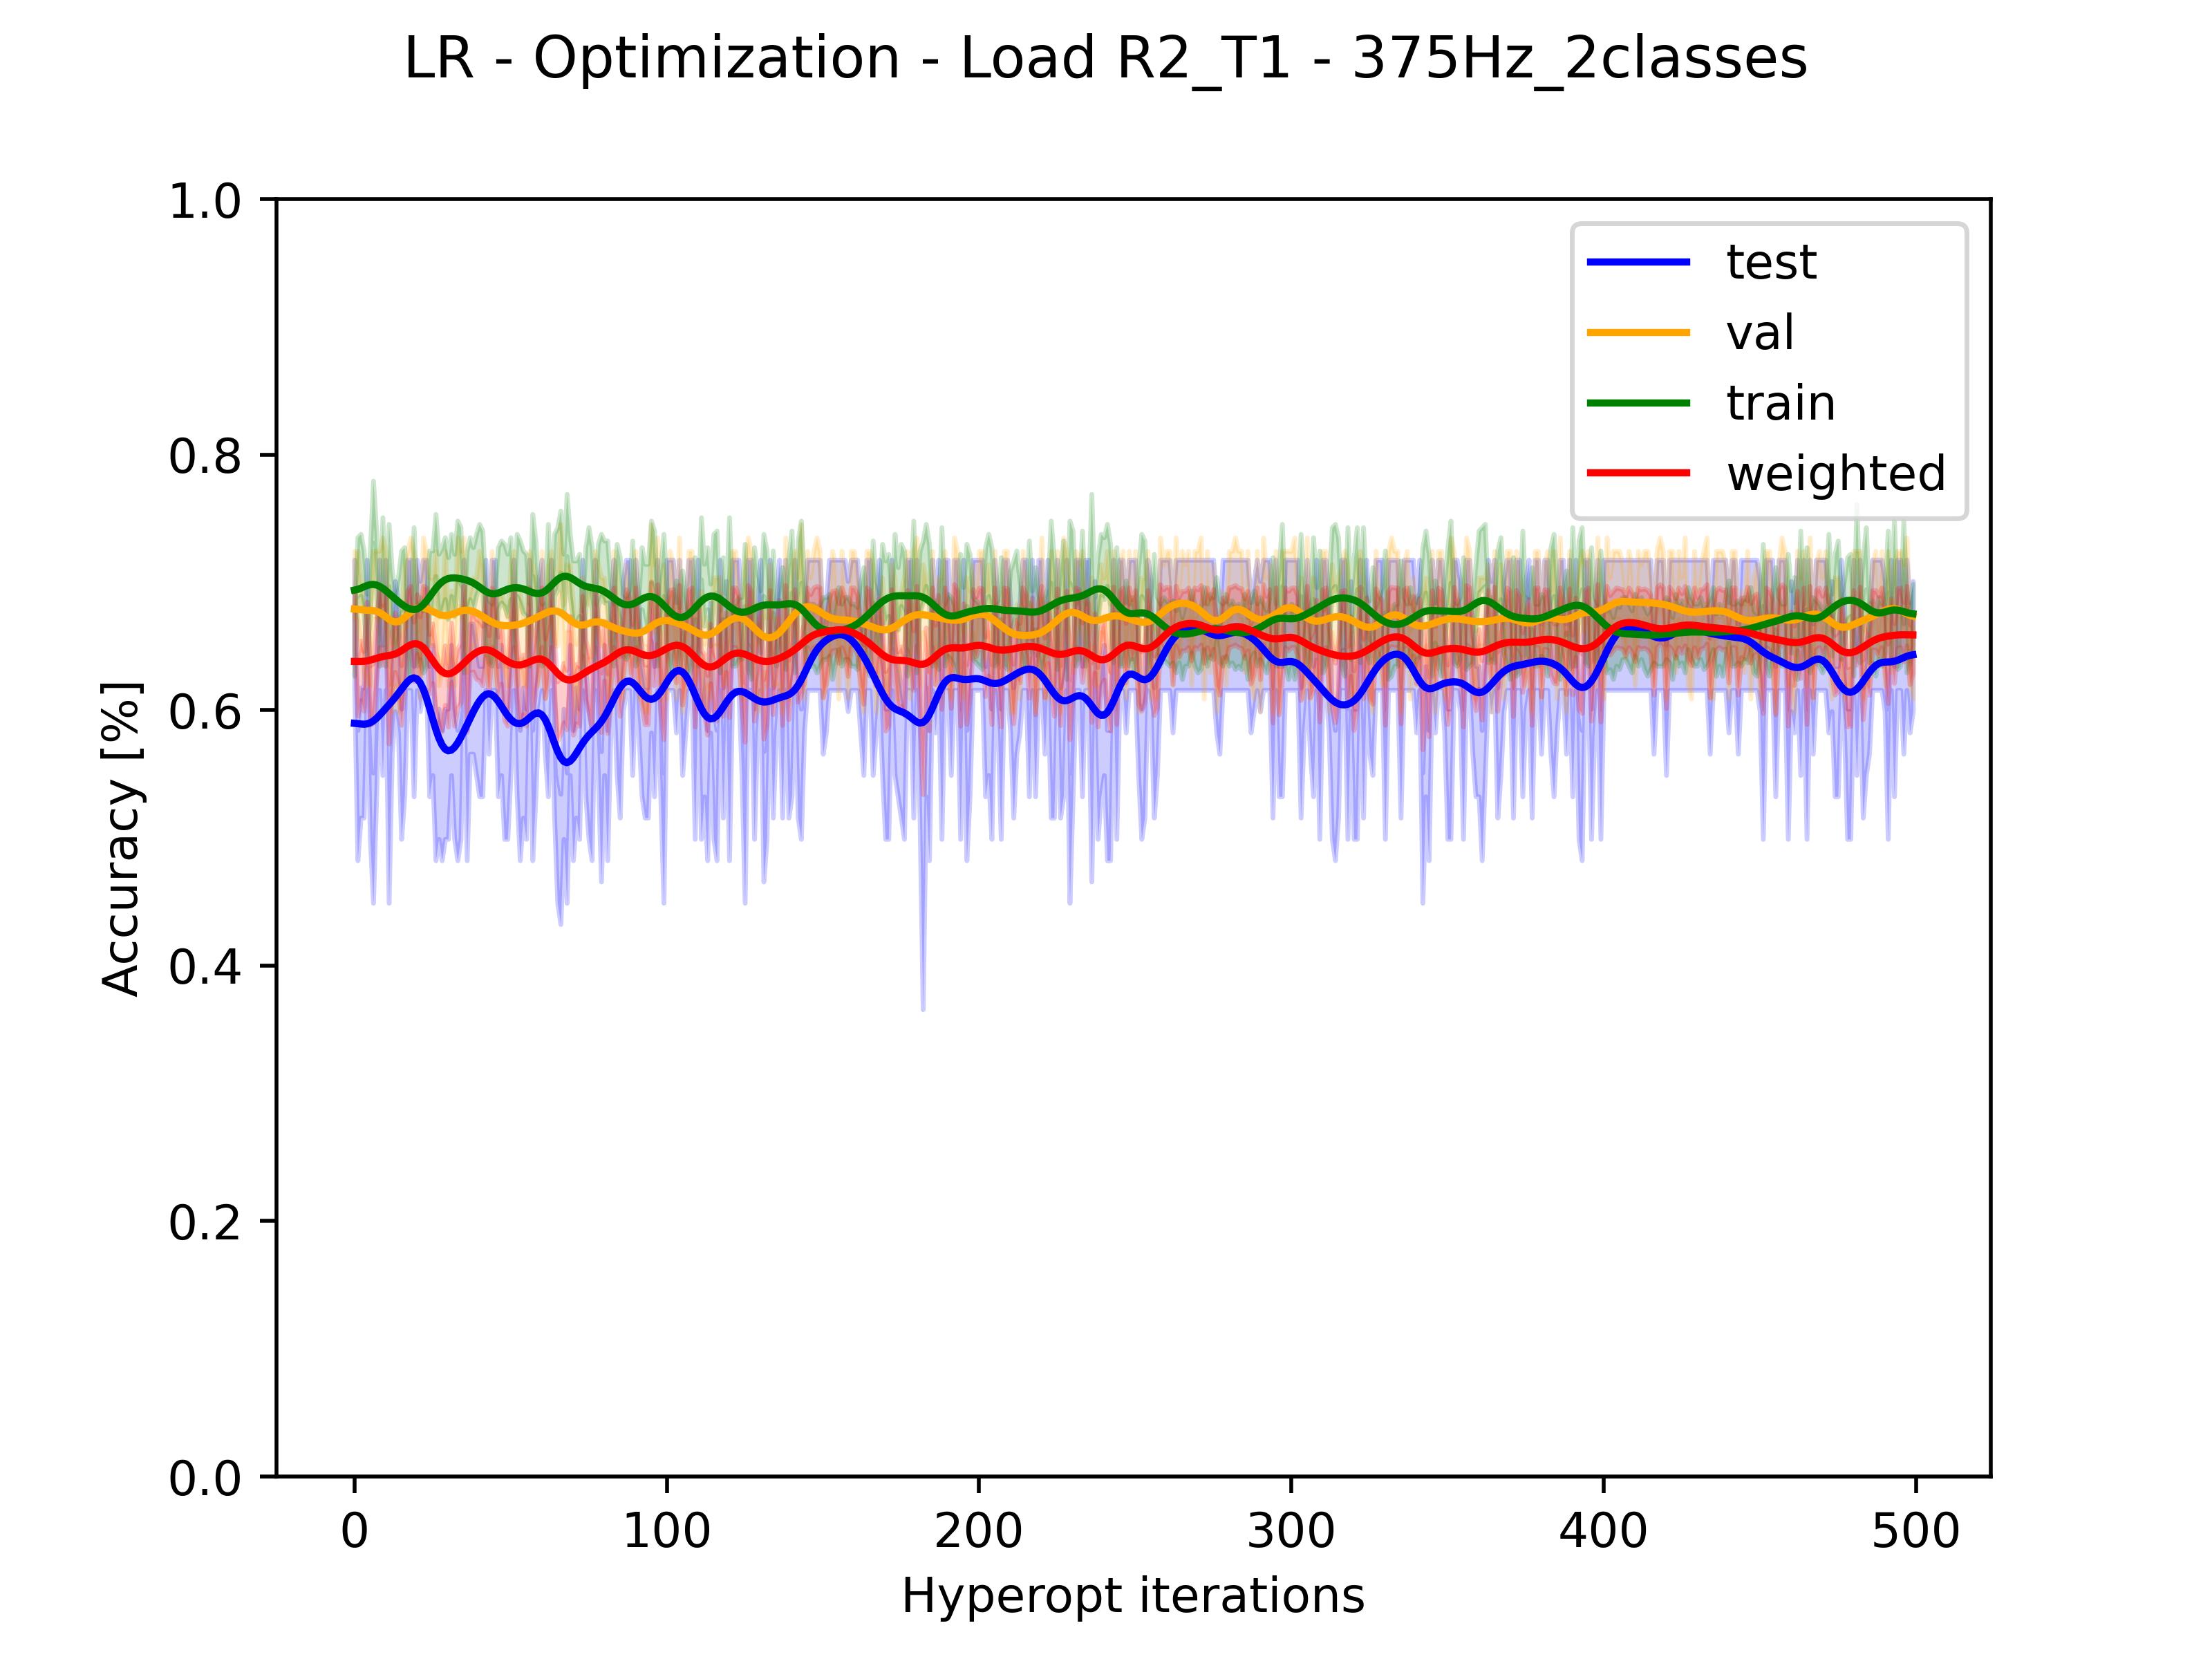 LR - Optimization - Load R2_T1 - 375Hz_2classes
1.0
0.8
0.6
0.4
0.2
0.0
Accuracy [%]
test
val
train
weighted
0 100 200 300 400 500
Hyperopt iterations